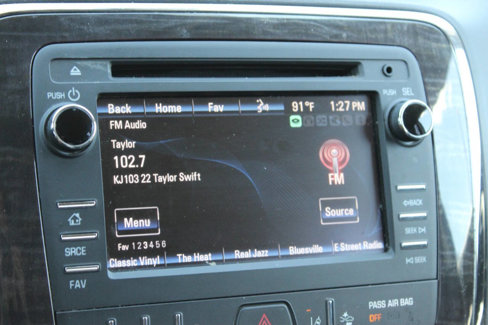 PUSH
PUSH SEL
Back Home Fav 91°F 1:27 PM
FM Audio
Taylor
102.7
KJ103 22 Taylor Swift
FM
Menu
Source
Fav 1 2 3 4 5 6
Classic Vinyl The Heat Real Jazz Bluesville E Street Radio
SRCE
FAV
BACK
SEEK
SEEK
PASS AIR BAG
OFF